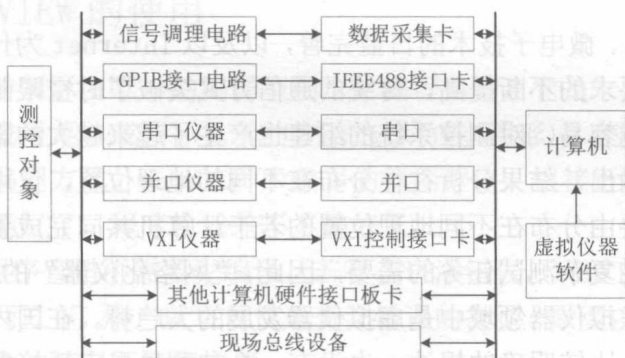 信号调理电路
数据采集卡
GPIB接口电路
IEEE488接口卡
测控对象
串口仪器
串口
计算机
并口仪器
并口
VXI仪器
VXI控制接口卡
虚拟仪器
软件
其他计算机硬件接口板卡
现场总线设备